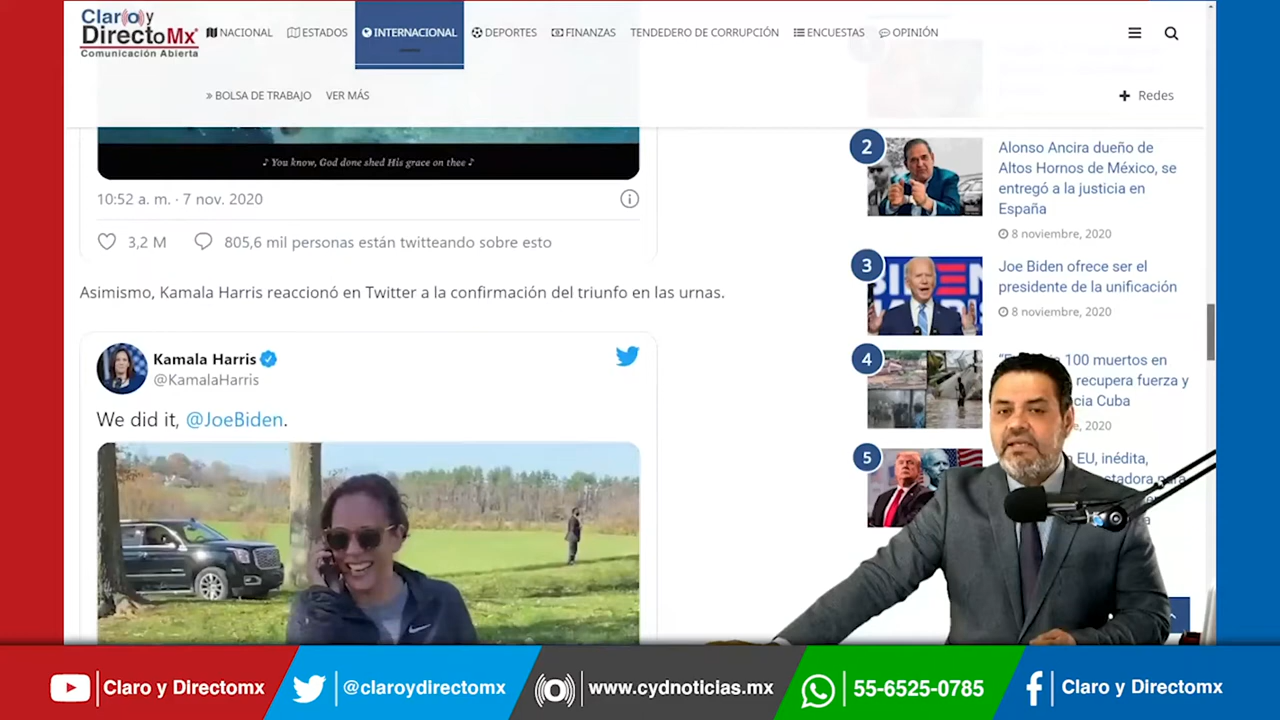 Claro y
DirectoMx
Comunicación Abierta
NACIONAL
ESTADOS
INTERNACIONAL
DEPORTES
FINANZAS
TENDEDERO DE CORRUPCIÓN
ENCUESTAS
OPINIÓN
» BOLSA DE TRABAJO
VER MÁS
+ Redes
♪ You know, God done shed His grace on thee ♪
10:52 a. m. · 7 nov. 2020
3,2 M
805,6 mil personas están twitteando sobre esto
Asimismo, Kamala Harris reaccionó en Twitter a la confirmación del triunfo en las urnas.
Kamala Harris
@KamalaHarris
We did it, @JoeBiden.
2
Alonso Ancira dueño de
Altos Hornos de México, se
entregó a la justicia en
España
8 noviembre, 2020
3
Joe Biden ofrece ser el
presidente de la unificación
8 noviembre, 2020
4
100 muertos en
recupera fuerza y
Cuba
2020
5
EU, inédita,
Claro y Directomx
@claroydirectomx
www.cydnoticias.mx
55-6525-0785
Claro y Directomx